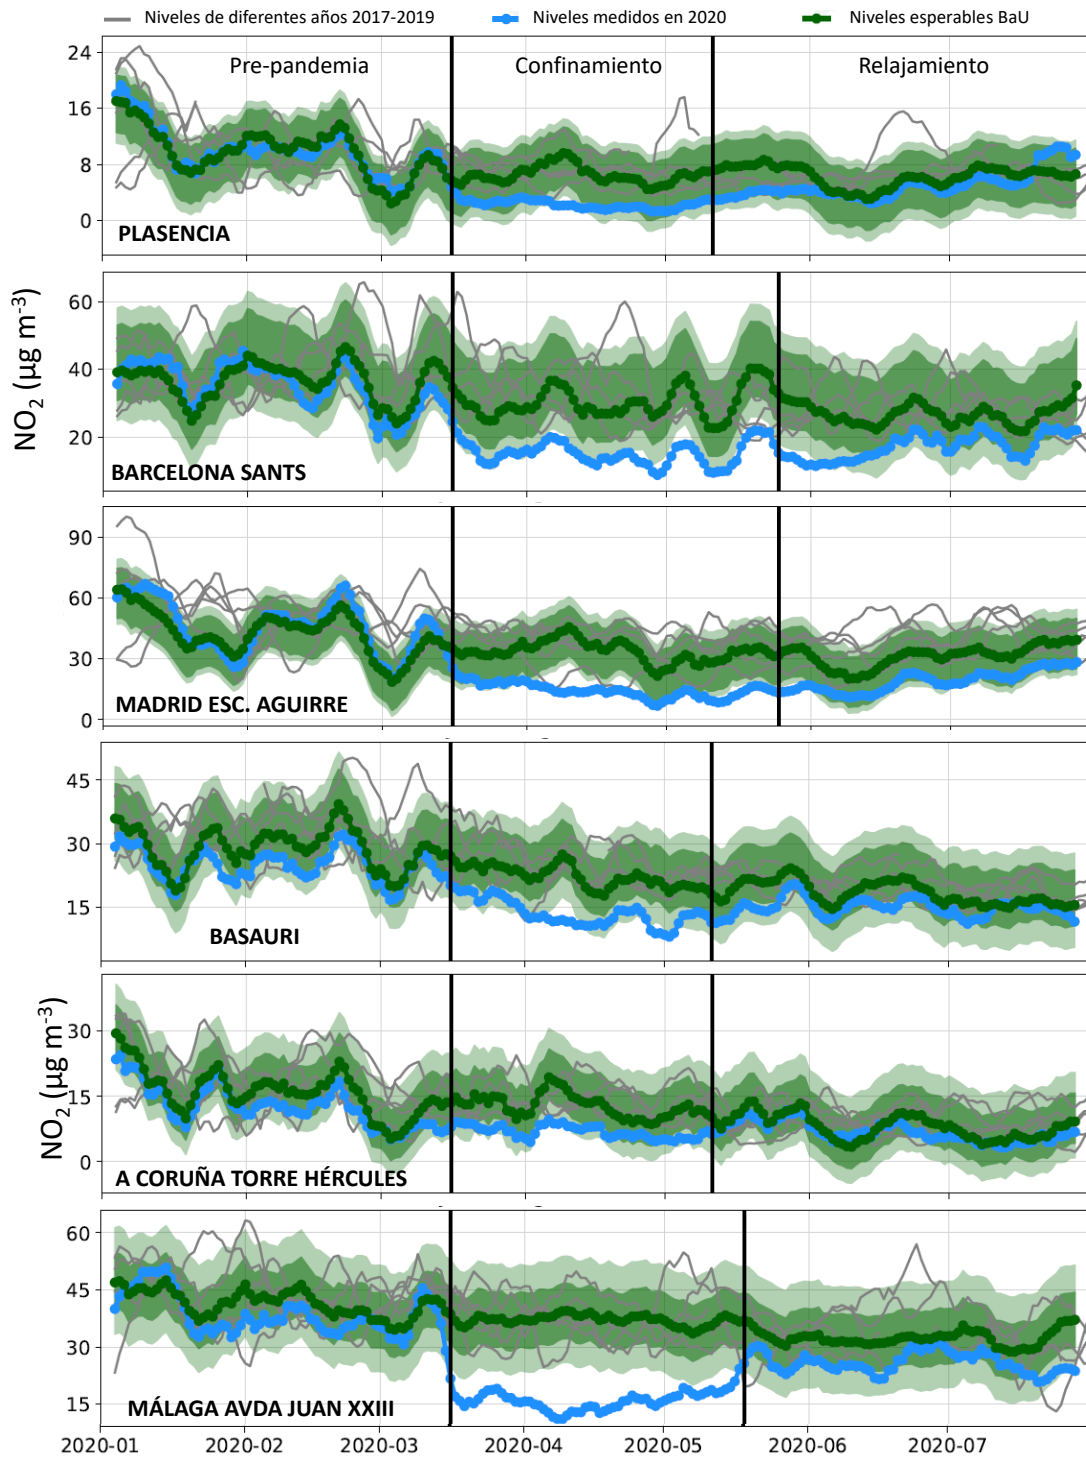 Niveles de diferentes años 2017-2019 Niveles medidos en 2020 Niveles esperables BaU
Pre-pandemia Confinamiento Relajamiento
24
16
8
0
PLASENCIA
60
40
20
BARCELONA SANTS
NO2 (µg m-3)
90
60
30
0
MADRID ESC. AGUIRRE
45
30
15
BASAURI
30
15
0
A CORUÑA TORRE HÉRCULES
NO2 (µg m-3)
60
45
30
15
MÁLAGA AVDA JUAN XXIII
2020-01 2020-02 2020-03 2020-04 2020-05 2020-06 2020-07